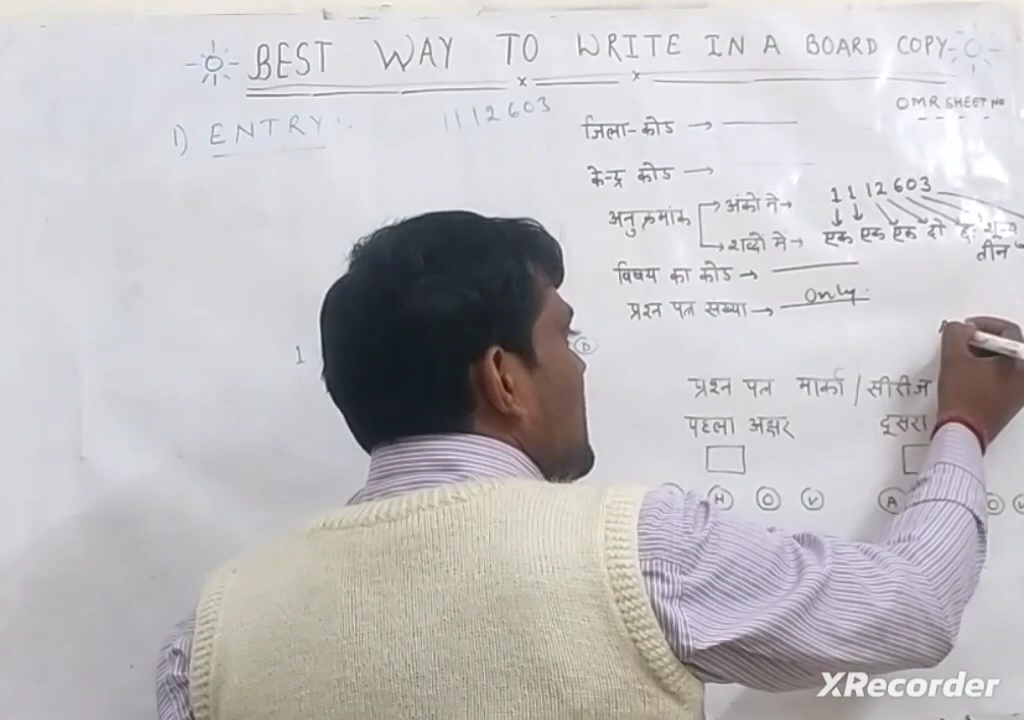 BEST WAY TO WRITE IN A BOARD COPY
OMR SHEET No
1) ENTRY:.
1112603
जिला-कोड →
केन्द्र कोड →
1112603
अनुक्रमांक
अंको में→
शब्दों में→ एक एक एक दो छः शून्य
तीन
विषय का कोड →
प्रश्न पत्र संख्या → only.
1
D
प्रश्न पत्र मार्का / सीरीज
पहला अक्षर दूसरा
H O V A O
XRecorder